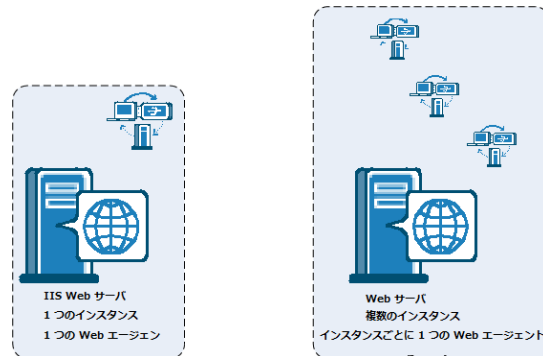 IIS Web サーバ
1 つのインスタンス
1 つの Web エージェン
Web サーバ
複数のインスタンス
インスタンスごとに 1 つの Web エージェント